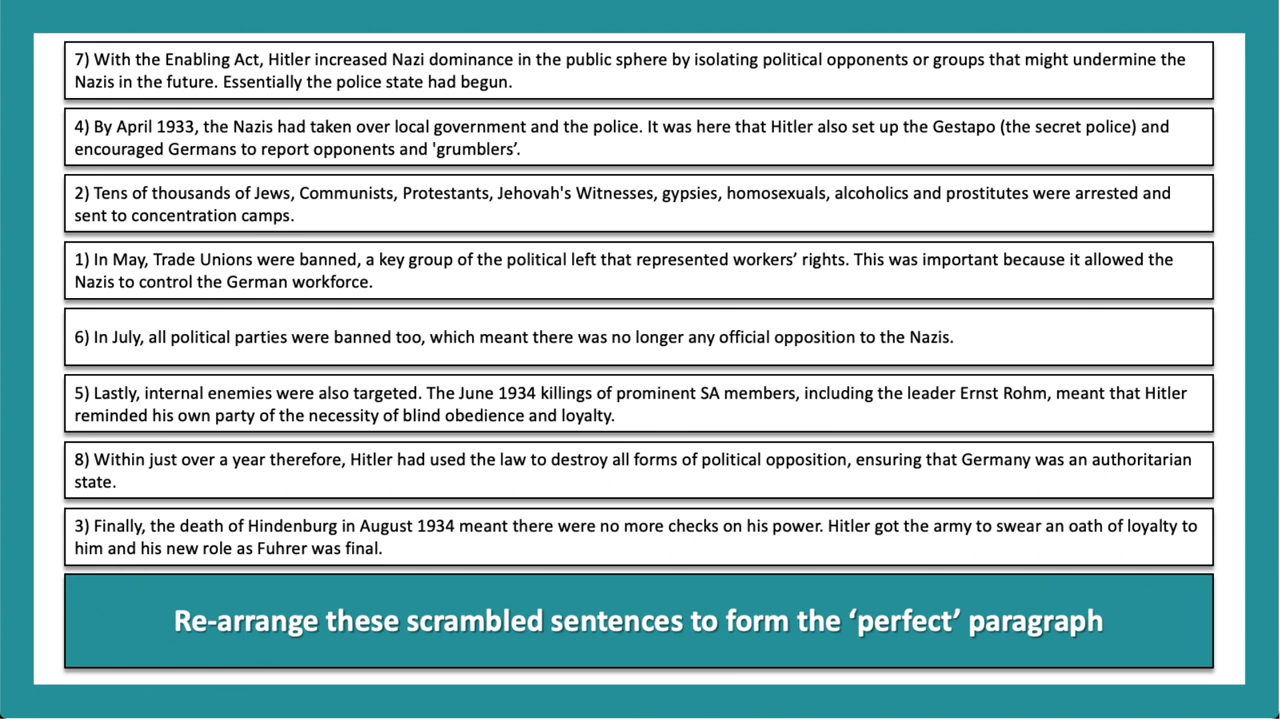 7) With the Enabling Act, Hitler increased Nazi dominance in the public sphere by isolating political opponents or groups that might undermine the
Nazis in the future. Essentially the police state had begun.
4) By April 1933, the Nazis had taken over local government and the police. It was here that Hitler also set up the Gestapo (the secret police) and
encouraged Germans to report opponents and 'grumblers’.
2) Tens of thousands of Jews, Communists, Protestants, Jehovah's Witnesses, gypsies, homosexuals, alcoholics and prostitutes were arrested and
sent to concentration camps.
1) In May, Trade Unions were banned, a key group of the political left that represented workers’ rights. This was important because it allowed the
Nazis to control the German workforce.
6) In July, all political parties were banned too, which meant there was no longer any official opposition to the Nazis.
5) Lastly, internal enemies were also targeted. The June 1934 killings of prominent SA members, including the leader Ernst Rohm, meant that Hitler
reminded his own party of the necessity of blind obedience and loyalty.
8) Within just over a year therefore, Hitler had used the law to destroy all forms of political opposition, ensuring that Germany was an authoritarian
state.
3) Finally, the death of Hindenburg in August 1934 meant there were no more checks on his power. Hitler got the army to swear an oath of loyalty to
him and his new role as Fuhrer was final.
Re-arrange these scrambled sentences to form the ‘perfect’ paragraph